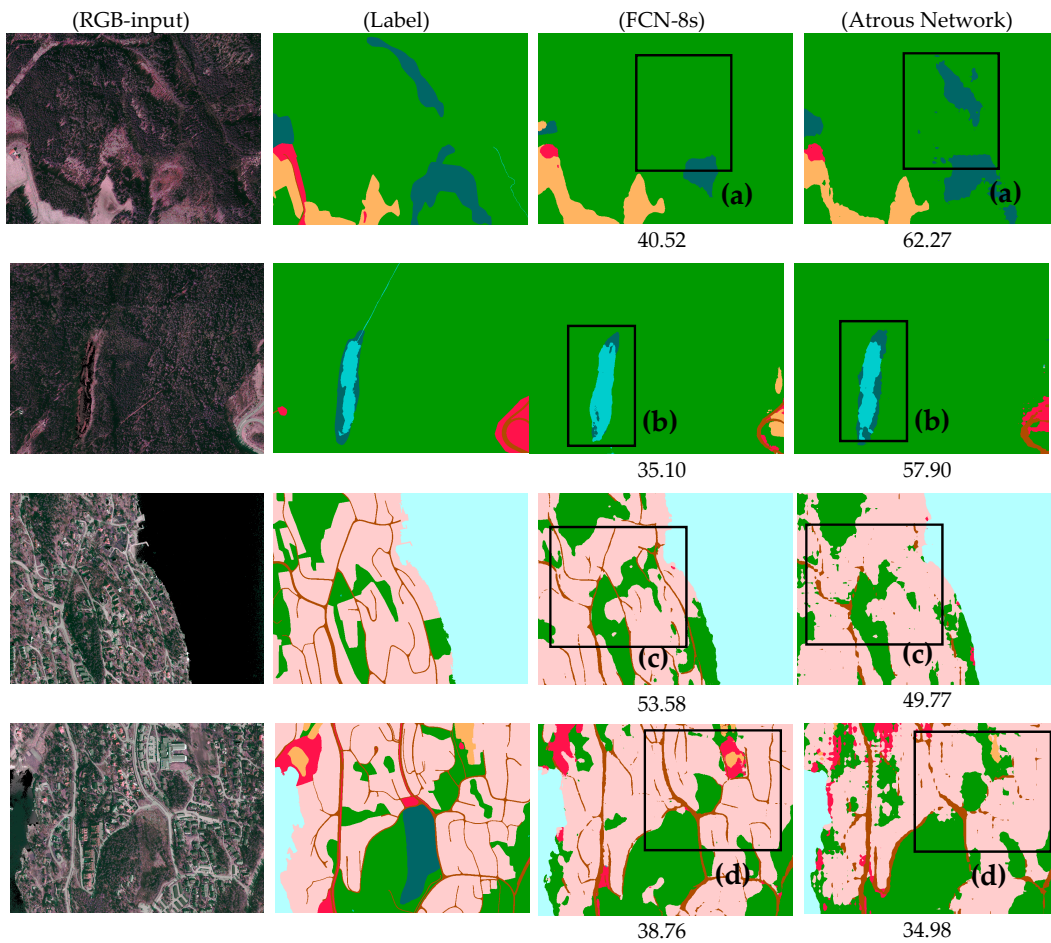 (RGB-input) (Label) (FCN-8s) (Atrous Network)
(a) (a)
40.52 62.27
(b) (b)
35.10 57.90
(c) (c)
53.58 49.77
(d) (d)
38.76 34.98